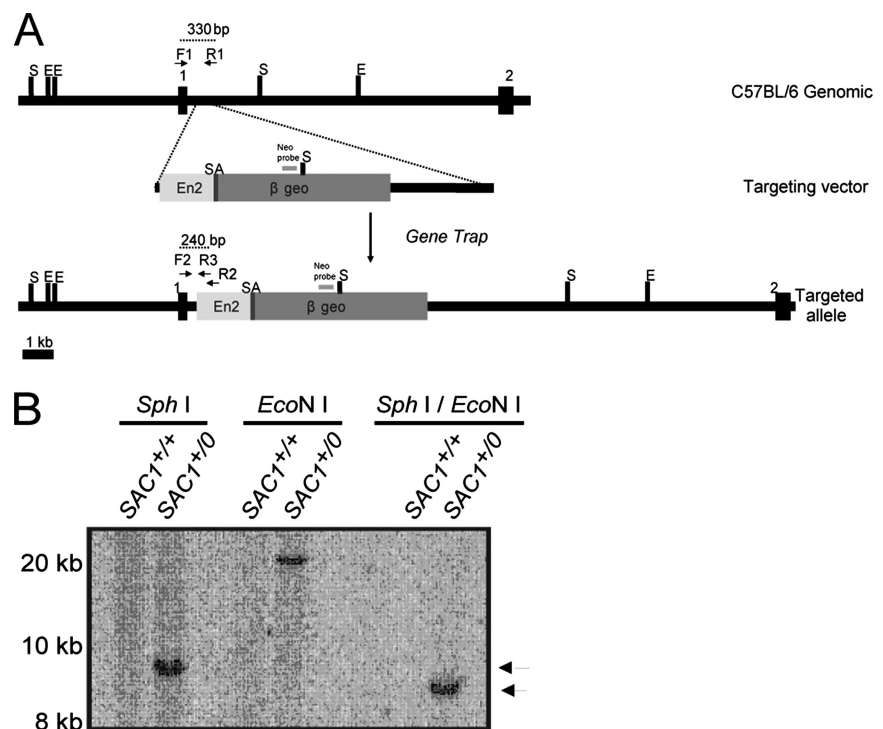 A
330 bp
F1 R1
S EE 1 S E 2
C57BL/6 Genomic
Neo
probe
S
SA
En2 β geo
Targeting vector
Gene Trap
240 bp
F2 R3
R2
Neo
probe
S EE 1 SA S S E 2
En2 β geo
Targeted
allele
1 kb
B
Sph I EcoN I Sph I / EcoN I
SAC1+/+ SAC1+/0 SAC1+/+ SAC1+/0 SAC1+/+ SAC1+/0
20 kb
10 kb
8 kb